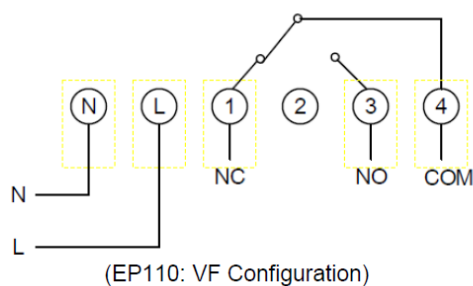 N L 1 2 3 4
NC NO COM
N
L
(EP110: VF Configuration)